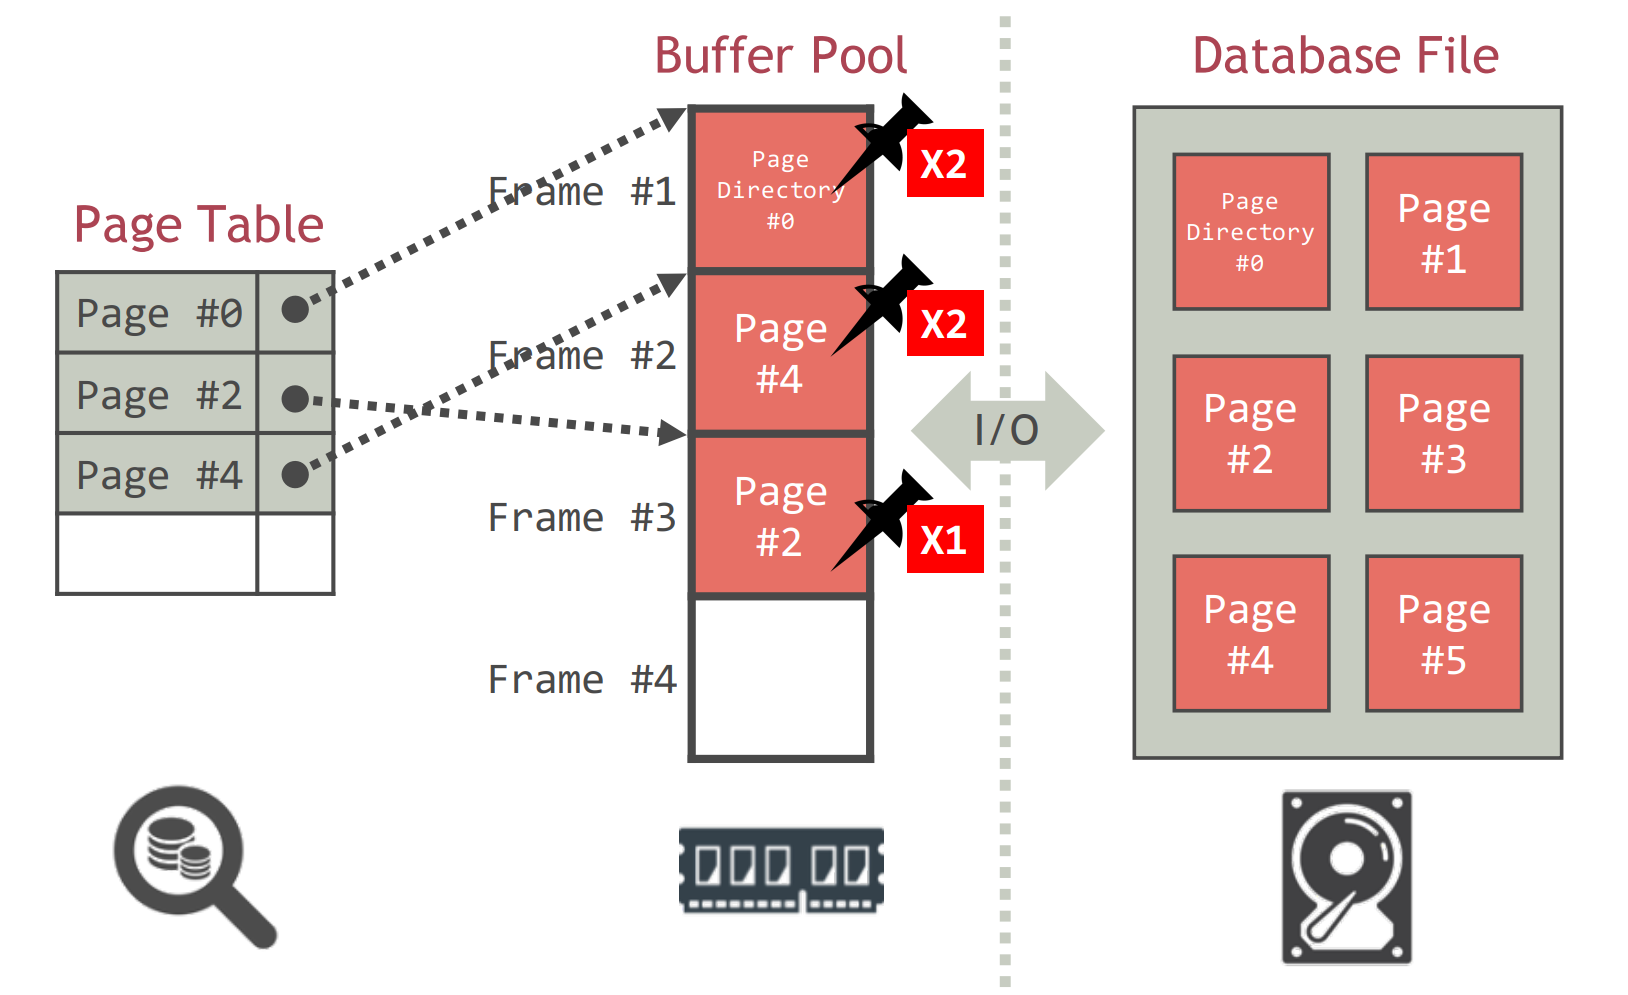 Buffer Pool
Database File
Page Table
Page #0
Page #2
Page #4
Frame #1
Frame #2
Frame #3
Frame #4
Page
Directory
#0
X2
Page
#4
X2
Page
#2
X1
I/O
Page
Directory
#0
Page
#1
Page
#2
Page
#3
Page
#4
Page
#5